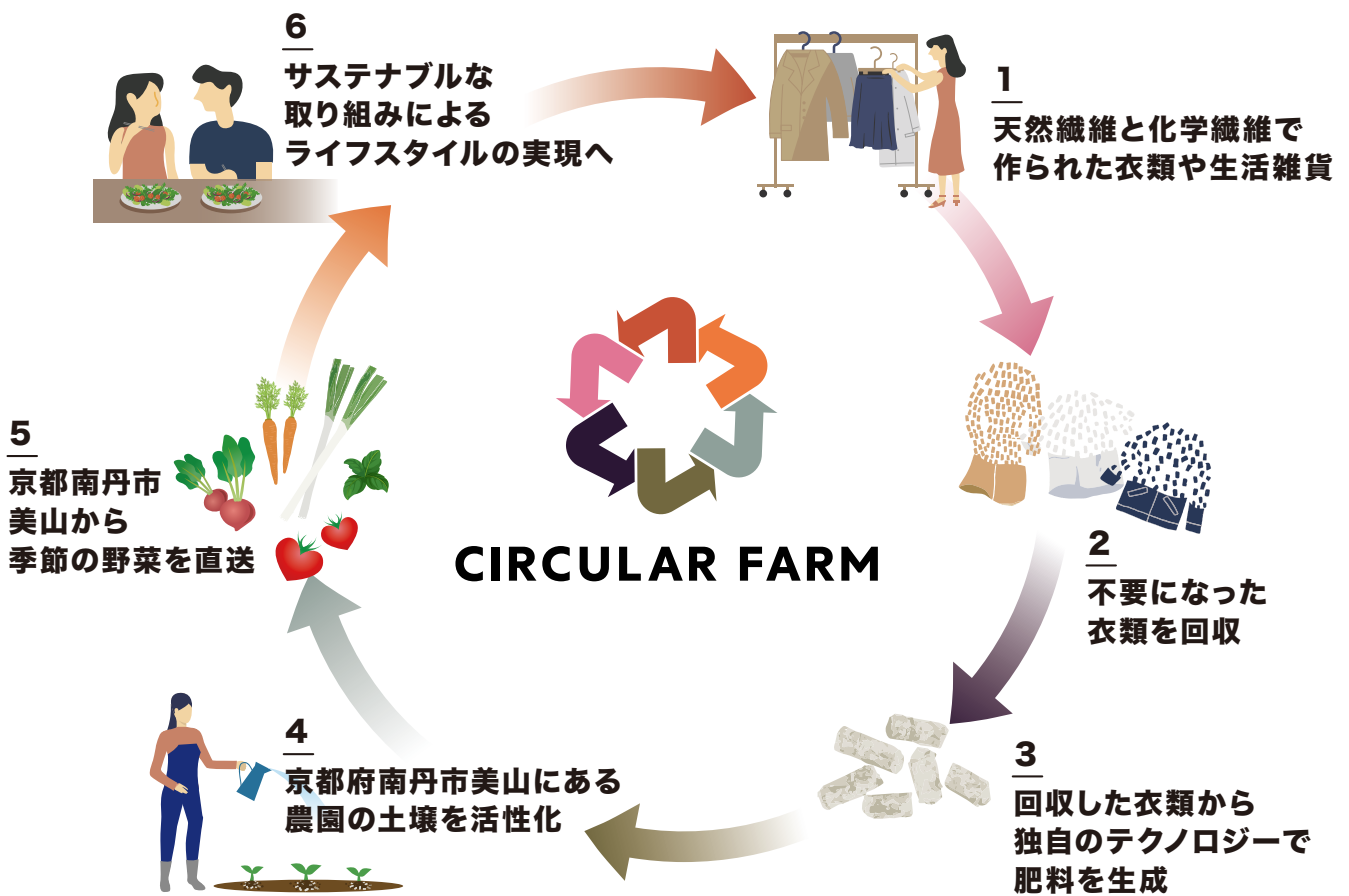 1
天然繊維と化学繊維で
作られた衣類や生活雑貨
2
不要になった
衣類を回収
3
回収した衣類から
独自のテクノロジーで
肥料を生成
4
京都府南丹市美山にある
農園の土壌を活性化
5
京都南丹市
美山から
季節の野菜を直送
6
サステナブルな
取り組みによる
ライフスタイルの実現へ
CIRCULAR FARM